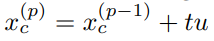 $x_c^{(p)} = x_c^{(p-1)} + tu$